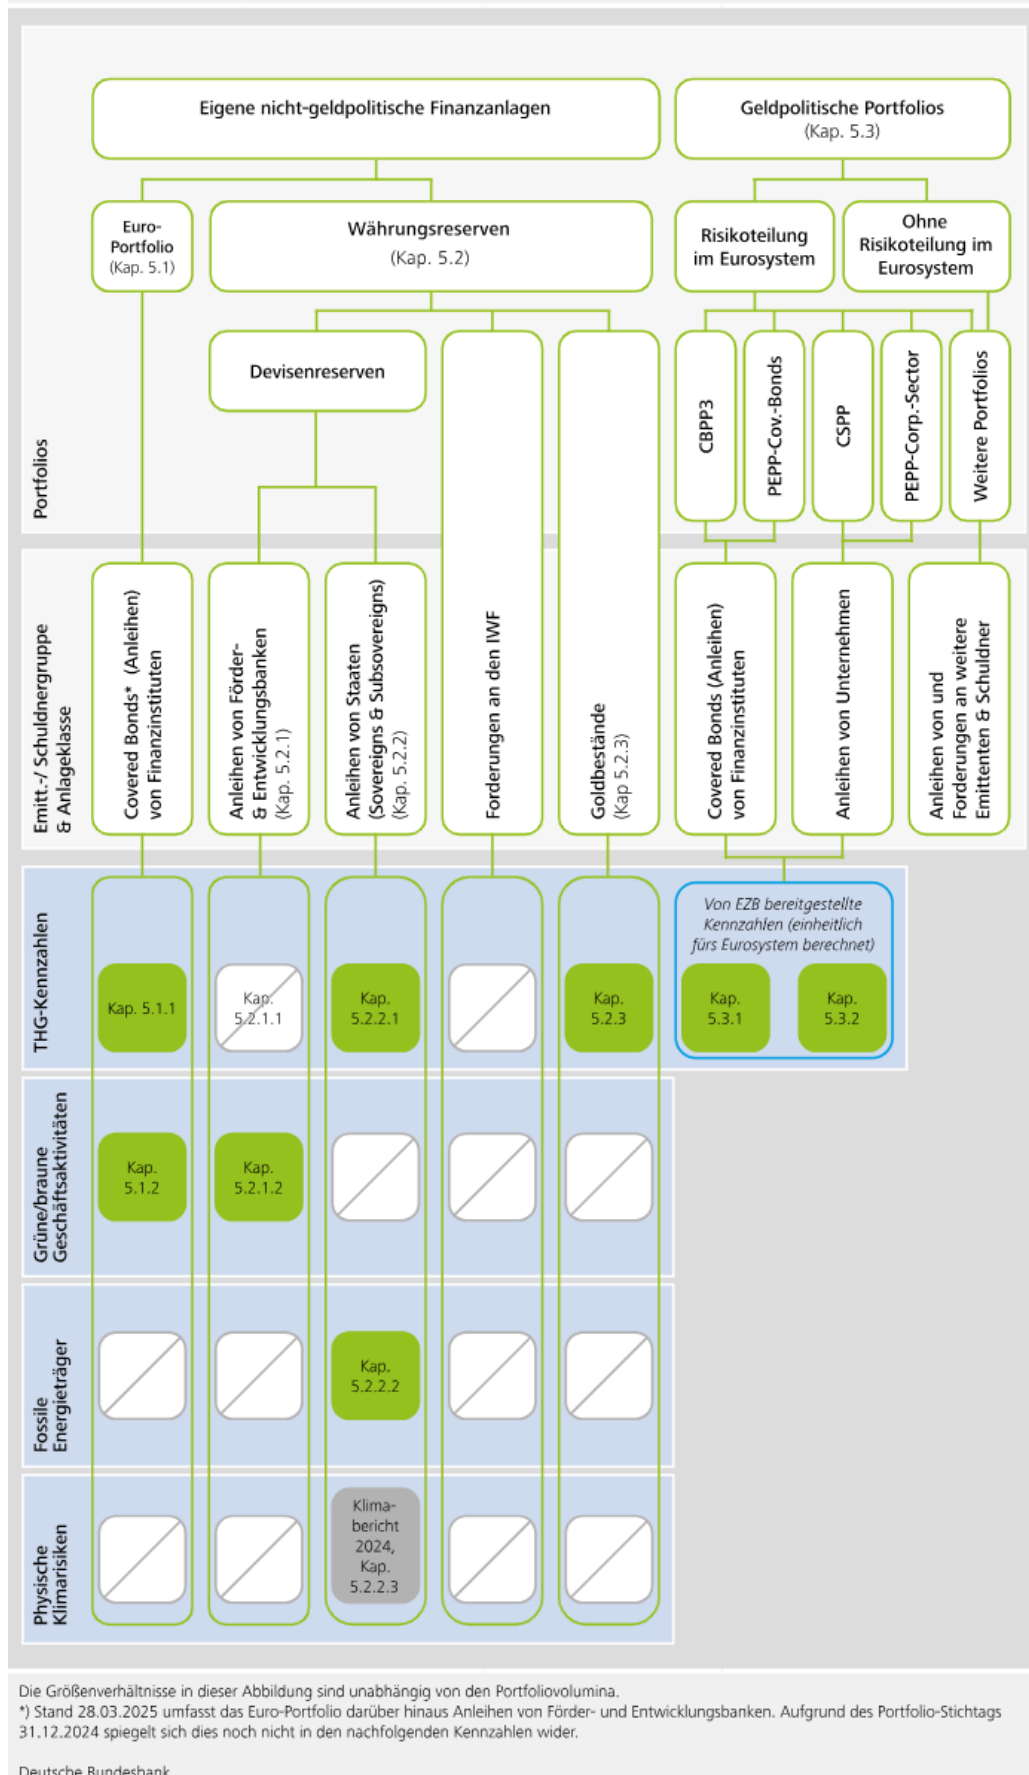 Eigene nicht-geldpolitische Finanzanlagen
Geldpolitische Portfolios
(Kap. 5.3)
Euro-
Portfolio
(Kap. 5.1)
Währungsreserven
(Kap. 5.2)
Risikoteilung
im Eurosystem
Ohne
Risikoteilung im
Eurosystem
Devisenreserven
CBPP3
PEPP-Cov.-Bonds
CSPP
PEPP-Corp.-Sector
Weitere Portfolios
Portfolios
Emitt.-/ Schuldnergruppe
& Anlageklasse
Covered Bonds* (Anleihen)
von Finanzinstituten
Anleihen von Förder-
& Entwicklungsbanken
(Kap. 5.2.1)
Anleihen von Staaten
(Sovereigns & Subsovereigns)
(Kap. 5.2.2)
Forderungen an den IWF
Goldbestände
(Kap 5.2.3)
Covered Bonds (Anleihen)
von Finanzinstituten
Anleihen von Unternehmen
Anleihen von und
Forderungen an weitere
Emittenten & Schuldner
THG-Kennzahlen
Von EZB bereitgestellte
Kennzahlen (einheitlich
fürs Eurosystem berechnet)
Kap. 5.1.1
Kap.
5.2.1.1
Kap.
5.2.2.1
Kap.
5.2.3
Kap.
5.3.1
Kap.
5.3.2
Grüne/braune
Geschäftsaktivitäten
Kap.
5.1.2
Kap.
5.2.1.2
Fossile
Energieträger
Kap.
5.2.2.2
Physische
Klimarisiken
Klima-
bericht
2024,
Kap.
5.2.2.3
Die Größenverhältnisse in dieser Abbildung sind unabhängig von den Portfoliovolumina.
*) Stand 28.03.2025 umfasst das Euro-Portfolio darüber hinaus Anleihen von Förder- und Entwicklungsbanken. Aufgrund des Portfolio-Stichtags
31.12.2024 spiegelt sich dies noch nicht in den nachfolgenden Kennzahlen wider.
Deutsche Bundesbank